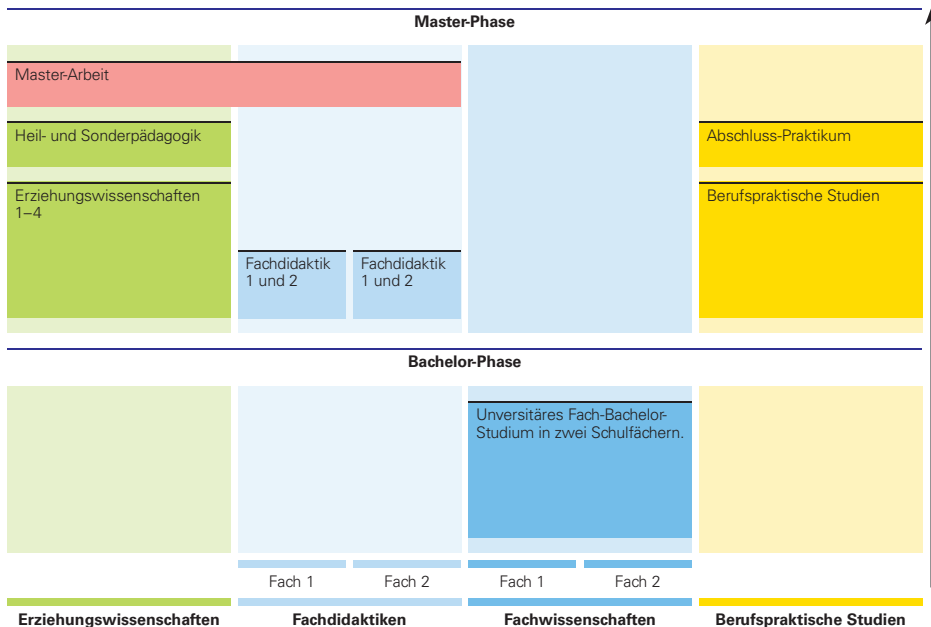 Master-Phase
Master-Arbeit
Heil- und Sonderpädagogik
Abschluss-Praktikum
Erziehungswissenschaften
1–4
Berufspraktische Studien
Fachdidaktik
1 und 2
Fachdidaktik
1 und 2
Bachelor-Phase
Unversitäres Fach-Bachelor-
Studium in zwei Schulfächern.
Fach 1
Fach 2
Fach 1
Fach 2
Erziehungswissenschaften
Fachdidaktiken
Fachwissenschaften
Berufspraktische Studien